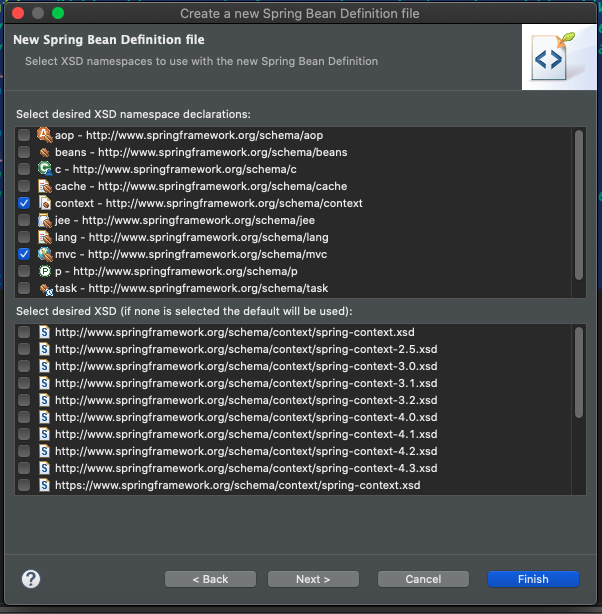 Create a new Spring Bean Definition file
New Spring Bean Definition file
Select XSD namespaces to use with the new Spring Bean Definition
Select desired XSD namespace declarations:
aop - http://www.springframework.org/schema/aop
beans - http://www.springframework.org/schema/beans
c - http://www.springframework.org/schema/c
cache - http://www.springframework.org/schema/cache
context - http://www.springframework.org/schema/context
jee - http://www.springframework.org/schema/jee
lang - http://www.springframework.org/schema/lang
mvc - http://www.springframework.org/schema/mvc
p - http://www.springframework.org/schema/p
task - http://www.springframework.org/schema/task
Select desired XSD (if none is selected the default will be used):
http://www.springframework.org/schema/context/spring-context.xsd
http://www.springframework.org/schema/context/spring-context-2.5.xsd
http://www.springframework.org/schema/context/spring-context-3.0.xsd
http://www.springframework.org/schema/context/spring-context-3.1.xsd
http://www.springframework.org/schema/context/spring-context-3.2.xsd
http://www.springframework.org/schema/context/spring-context-4.0.xsd
http://www.springframework.org/schema/context/spring-context-4.1.xsd
http://www.springframework.org/schema/context/spring-context-4.2.xsd
http://www.springframework.org/schema/context/spring-context-4.3.xsd
https://www.springframework.org/schema/context/spring-context.xsd
? < Back Next > Cancel Finish